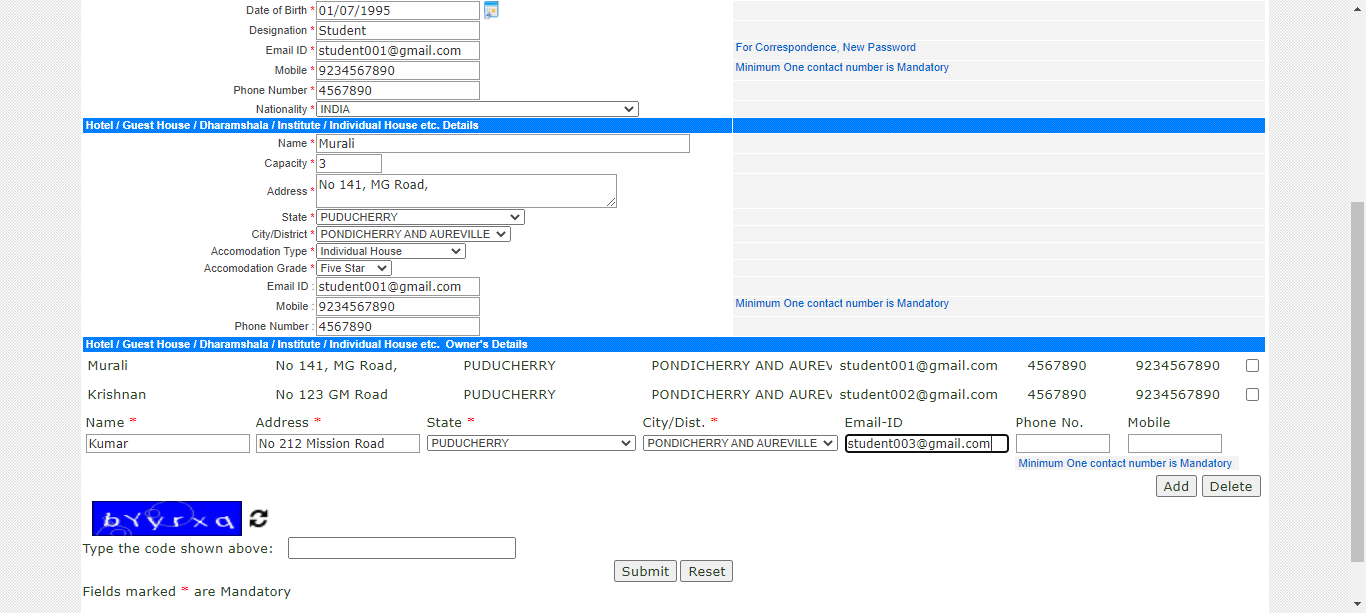 Date of Birth * 01/07/1995
Designation * Student
Email ID * student001@gmail.com For Correspondence, New Password
Mobile * 9234567890 Minimum One contact number is Mandatory
Phone Number * 4567890
Nationality * INDIA
Hotel / Guest House / Dharamshala / Institute / Individual House etc. Details
Name * Murali
Capacity * 3
Address * No 141, MG Road,
State * PUDUCHERRY
City/District * PONDICHERRY AND AUREVILLE
Accomodation Type * Individual House
Accomodation Grade * Five Star
Email ID : student001@gmail.com
Mobile : 9234567890 Minimum One contact number is Mandatory
Phone Number : 4567890
Hotel / Guest House / Dharamshala / Institute / Individual House etc. Owner's Details
Murali No 141, MG Road, PUDUCHERRY PONDICHERRY AND AUREV student001@gmail.com 4567890 9234567890
Krishnan No 123 GM Road PUDUCHERRY PONDICHERRY AND AUREV student002@gmail.com 4567890 9234567890
Name * Address * State * City/Dist. * Email-ID Phone No. Mobile
Kumar No 212 Mission Road PUDUCHERRY PONDICHERRY AND AUREVILLE student003@gmail.com
Minimum One contact number is Mandatory
Add Delete
bYyrxq
Type the code shown above:
Submit Reset
Fields marked * are Mandatory